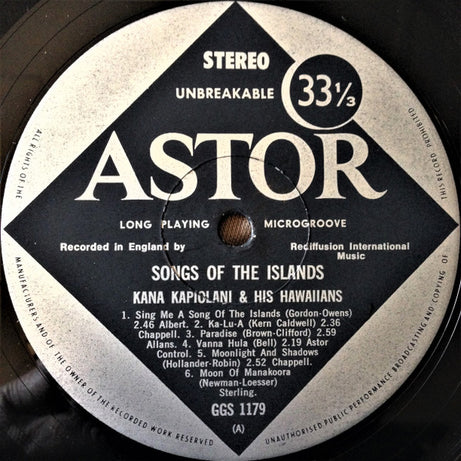 STEREO
UNBREAKABLE
33⅓
ASTOR
LONG PLAYING MICROGROOVE
Recorded in England by Rediffusion International
Music
SONGS OF THE ISLANDS
KANA KAPIOLANI & HIS HAWAIIANS
1. Sing Me A Song Of The Islands (Gordon-Owens)
2.46 Albert. 2. Ka-Lu-A (Kern Caldwell) 2.36
Chappell. 3. Paradise (Brown-Clifford) 2.59
Allans. 4. Vanna Hula (Bell) 2.19 Astor
Control. 5. Moonlight And Shadows
(Hollander-Robin) 2.52 Chappell.
6. Moon Of Manakoora
(Newman-Loesser)
Sterling.
GGS 1179
(A)
ALL RIGHTS OF THE
MANUFACTURER AND OF THE OWNER OF THE RECORDED WORK RESERVED
UNAUTHORISED PUBLIC PERFORMANCE BROADCASTING AND COPYING OF
THIS RECORD PROHIBITED